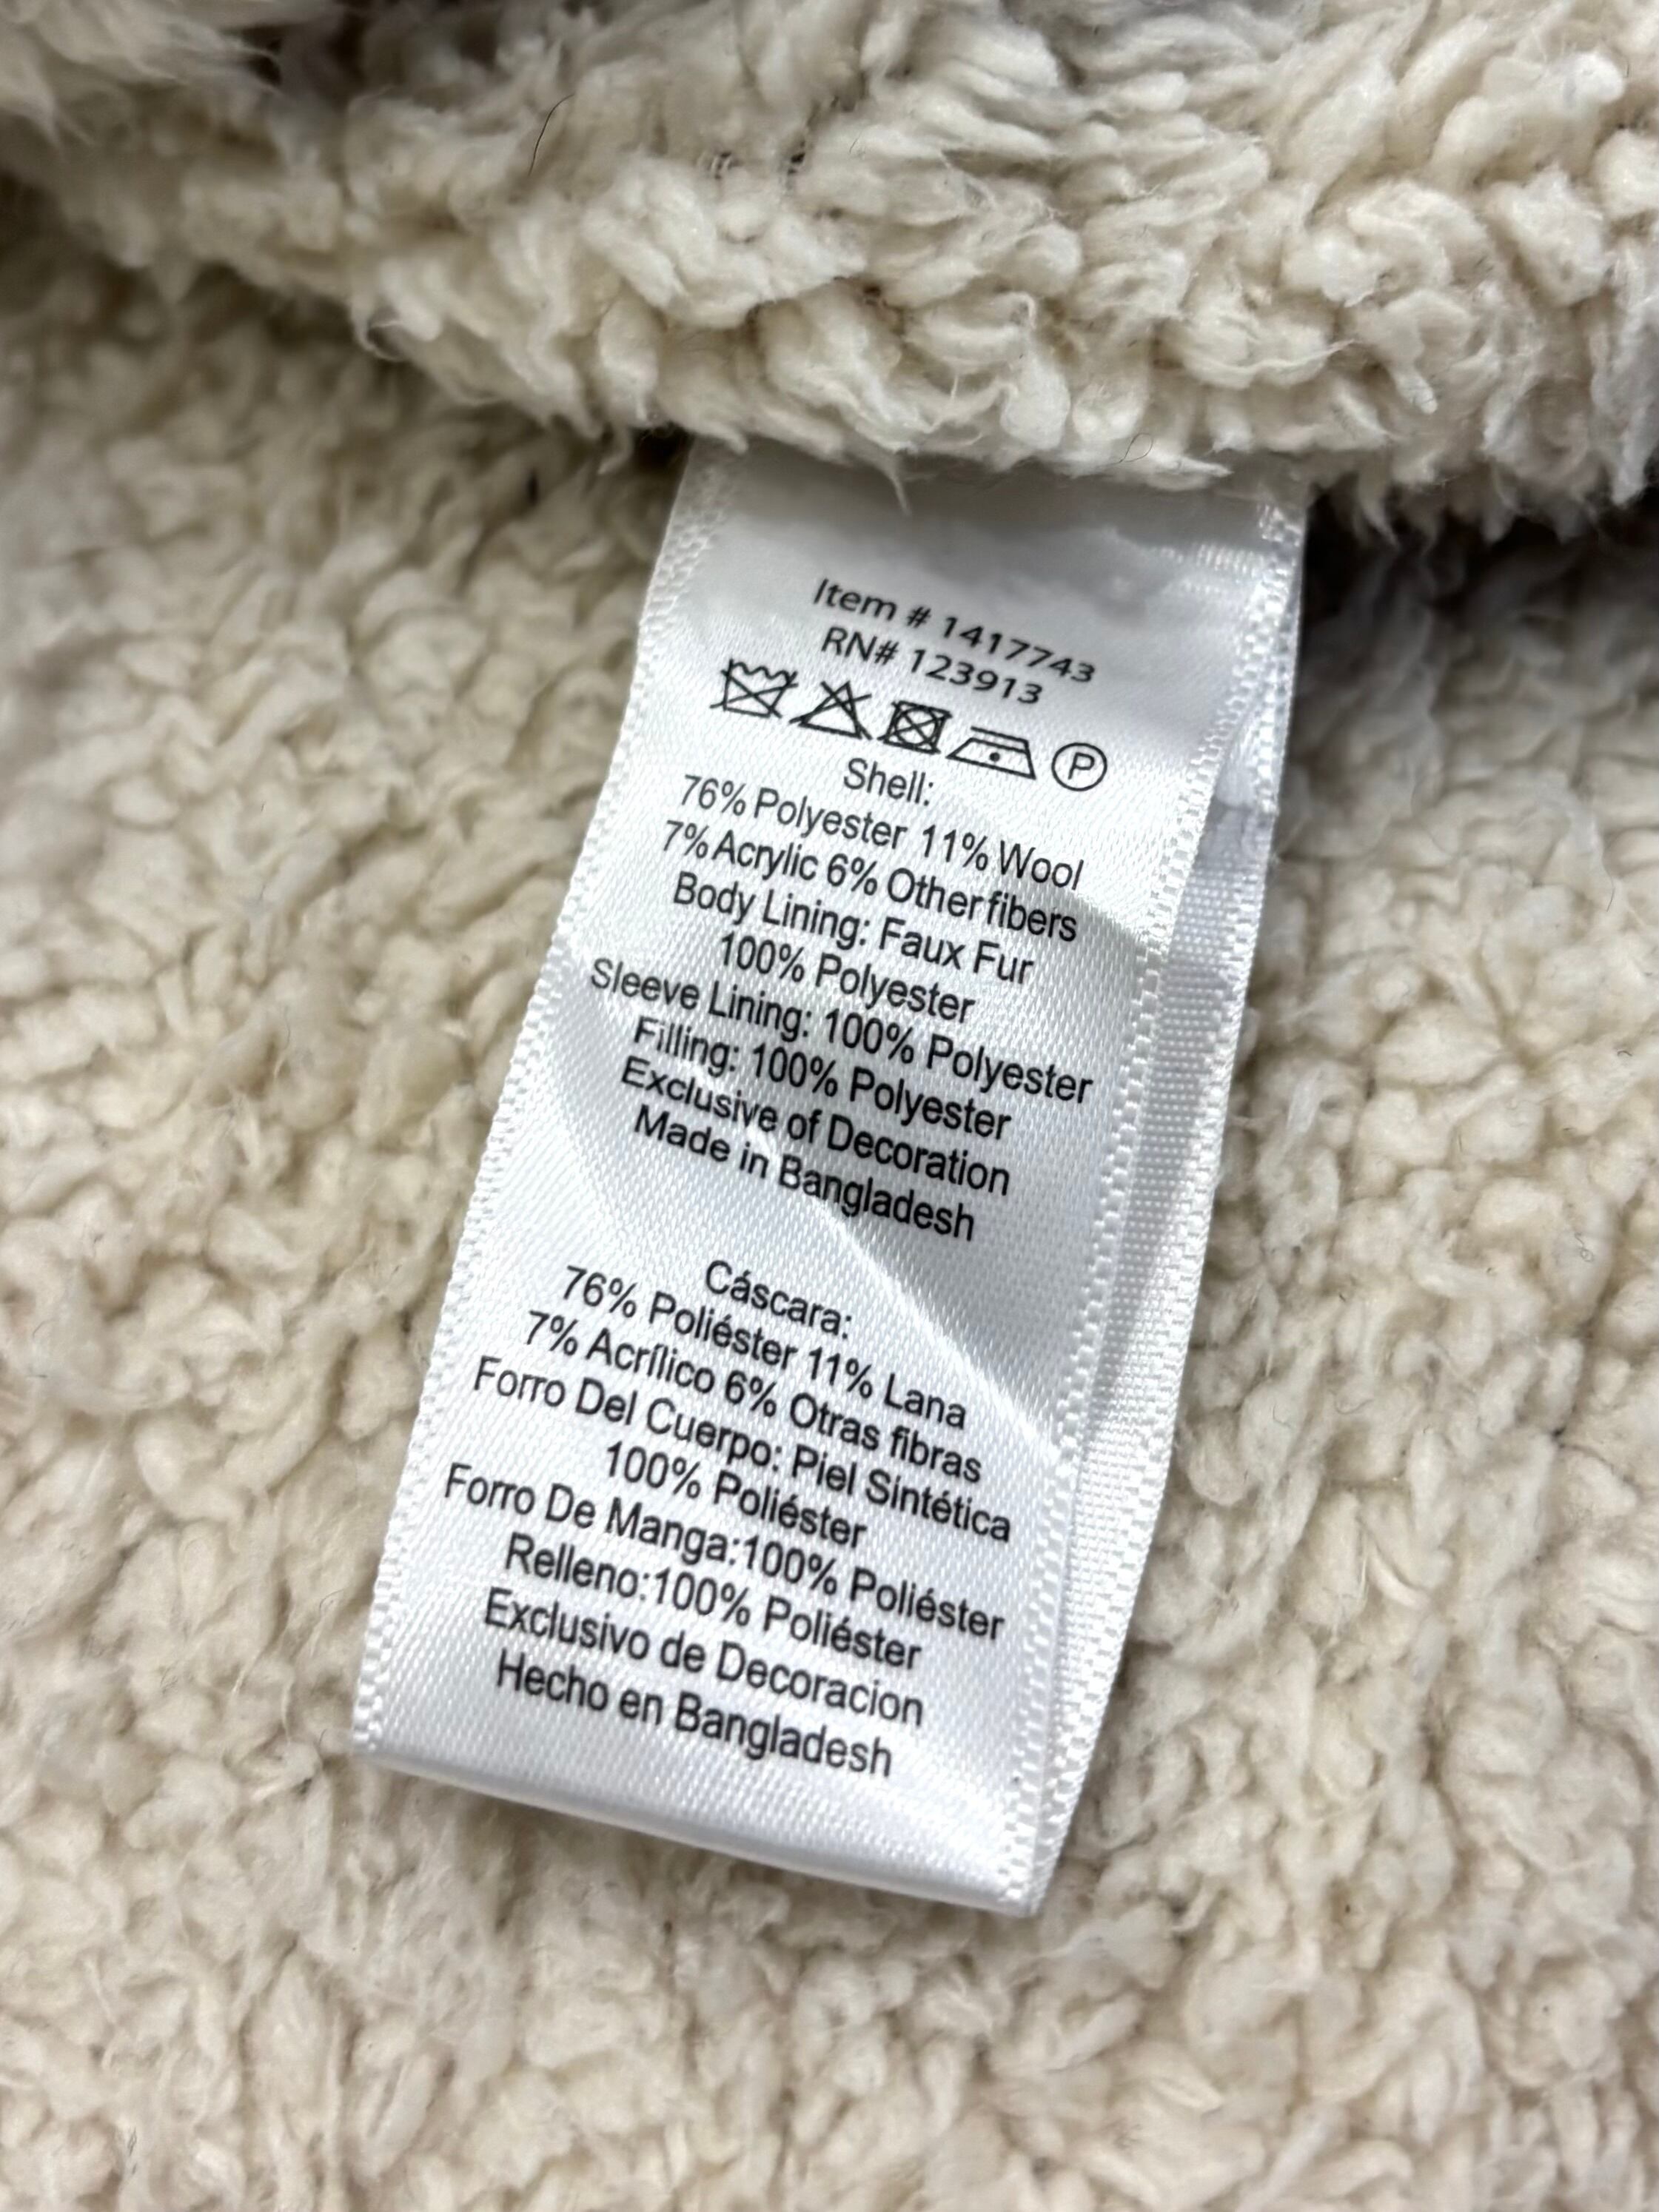 Item # 1417743
RN# 123913
P
Shell:
76% Polyester 11% Wool
7% Acrylic 6% Other fibers
Body Lining: Faux Fur
100% Polyester
Sleeve Lining: 100% Polyester
Filling: 100% Polyester
Exclusive of Decoration
Made in Bangladesh
Cáscara:
76% Poliéster 11% Lana
7% Acrílico 6% Otras fibras
Forro Del Cuerpo: Piel Sintética
100% Poliéster
Forro De Manga:100% Poliéster
Relleno:100% Poliéster
Exclusivo de Decoracion
Hecho en Bangladesh